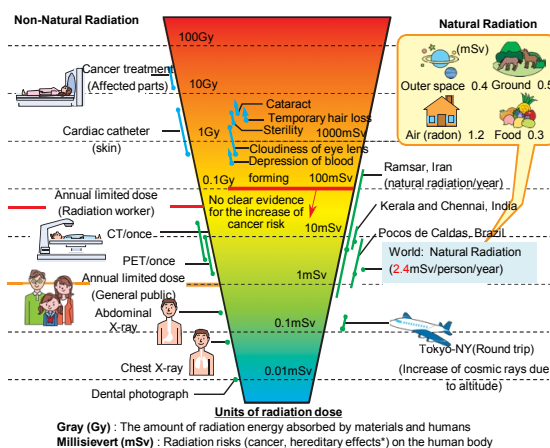 Non-Natural Radiation
Natural Radiation
100Gy
(mSv)
Outer space 0.4
Ground 0.5
Air (radon) 1.2
Food 0.3
Cancer treatment
(Affected parts)
10Gy
Cataract
Temporary hair loss
Sterility
Cardiac catheter
(skin)
1Gy
1000mSv
Cloudiness of eye lens
Depression of blood
forming
0.1Gy
100mSv
Ramsar, Iran
(natural radiation/year)
Annual limited dose
(Radiation worker)
No clear evidence
for the increase of
cancer risk
Kerala and Chennai, India
10mSv
Pocos de Caldas, Brazil
CT/once
World: Natural Radiation
(2.4mSv/person/year)
PET/once
1mSv
Annual limited dose
(General public)
Abdominal
X-ray
0.1mSv
Tokyo-NY(Round trip)
(Increase of cosmic rays due
to altitude)
Chest X-ray
0.01mSv
Dental photograph
Units of radiation dose
Gray (Gy) : The amount of radiation energy absorbed by materials and humans
Millisievert (mSv) : Radiation risks (cancer, hereditary effects*) on the human body